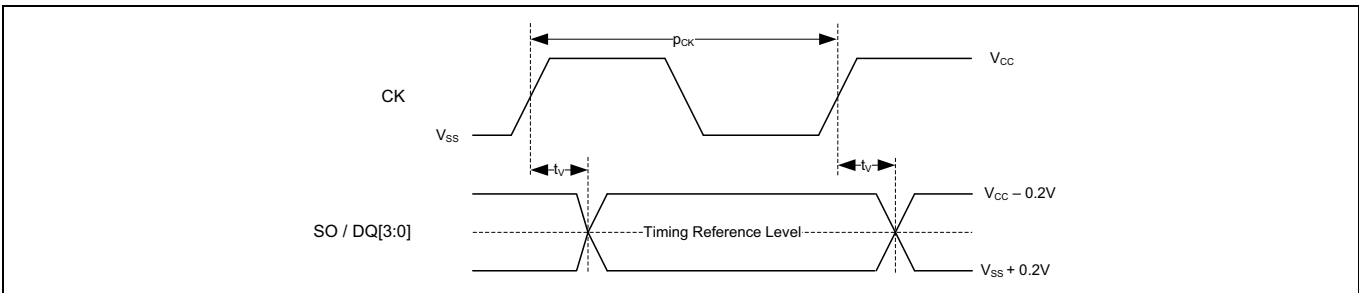 pCK
VCC
CK
VSS
tV
tV
VCC – 0.2V
SO / DQ[3:0]
Timing Reference Level
VSS + 0.2V